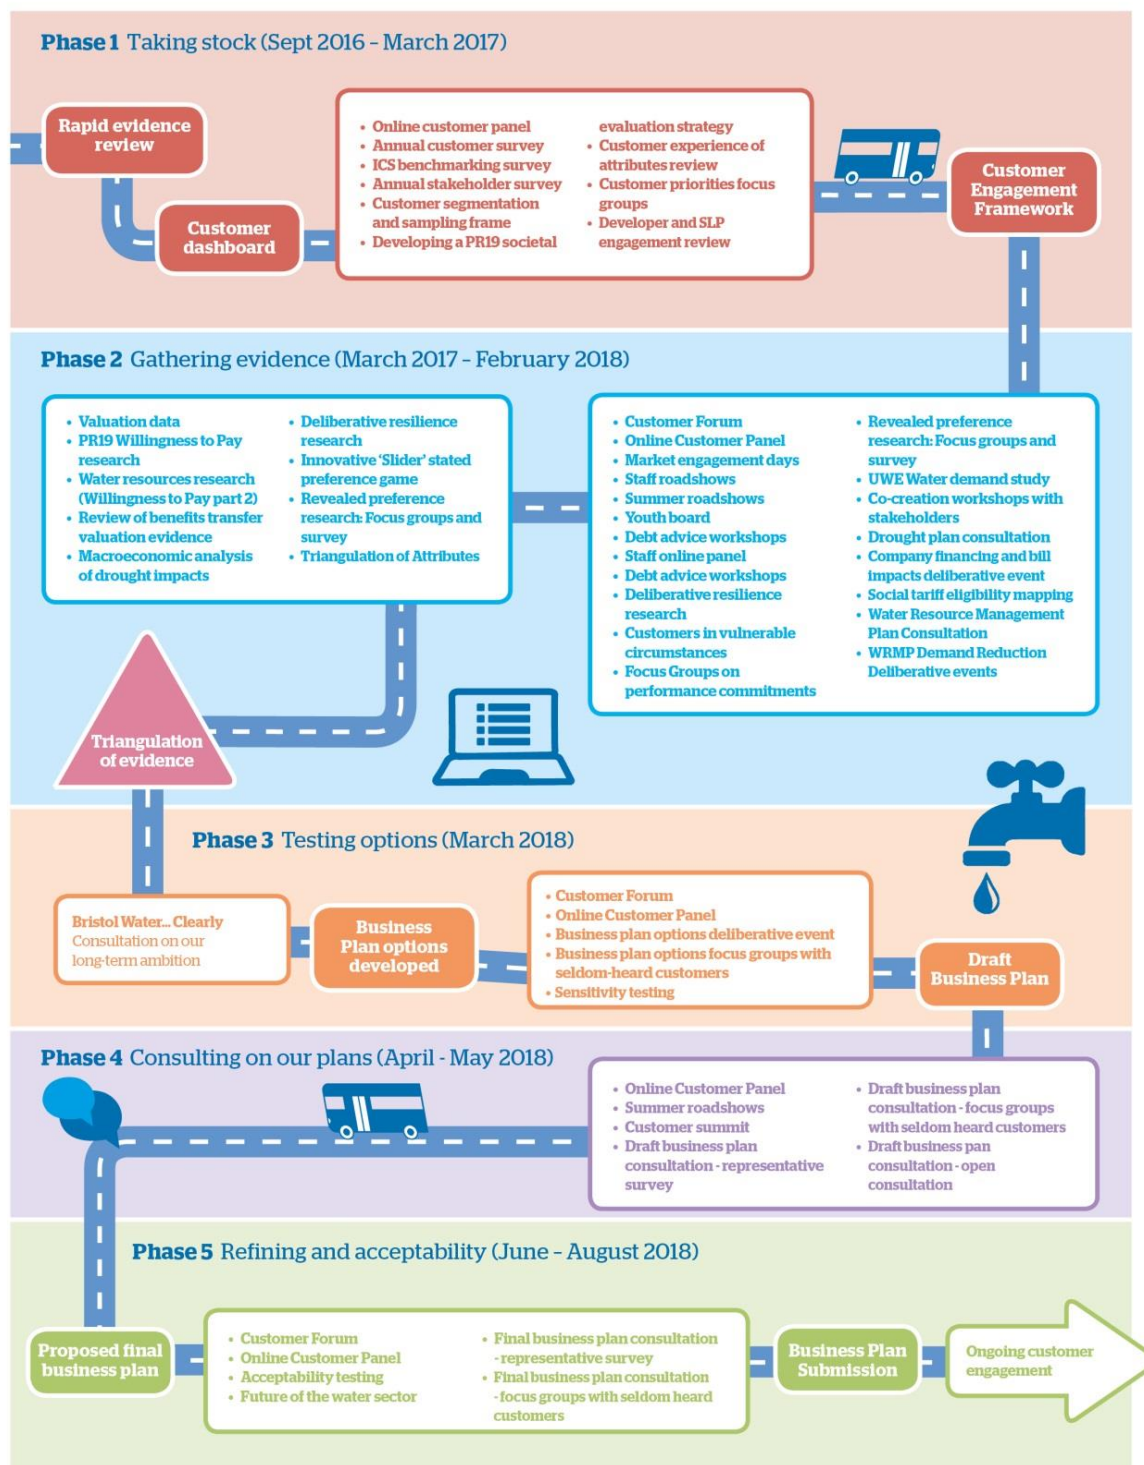 Phase 1 Taking stock (Sept 2016 – March 2017)
Rapid evidence
review
Customer
dashboard
• Online customer panel
• Annual customer survey
• ICS benchmarking survey
• Annual stakeholder survey
• Customer segmentation
and sampling frame
• Developing a PR19 societal
evaluation strategy
• Customer experience of
attributes review
• Customer priorities focus
groups
• Developer and SLP
engagement review
Customer
Engagement
Framework
Phase 2 Gathering evidence (March 2017 – February 2018)
• Customer Forum
• Online Customer Panel
• Market engagement days
• Staff roadshows
• Summer roadshows
• Youth board
• Debt advice workshops
• Staff online panel
• Debt advice workshops
• Deliberative resilience
research
• Customers in vulnerable
circumstances
• Focus Groups on
performance commitments
• Revealed preference
research: Focus groups and
survey
• UWE Water demand study
• Co-creation workshops with
stakeholders
• Drought plan consultation
• Company financing and bill
impacts deliberative event
• Social tariff eligibility mapping
• Water Resource Management
Plan Consultation
• WRMP Demand Reduction
Deliberative events
• Valuation data
• PR19 Willingness to Pay
research
• Water resources research
(Willingness to Pay part 2)
• Review of benefits transfer
valuation evidence
• Macroeconomic analysis
of drought impacts
• Deliberative resilience
research
• Innovative ‘Slider’ stated
preference game
• Revealed preference
research: Focus groups and
survey
• Triangulation of Attributes
Triangulation
of evidence
Phase 3 Testing options (March 2018)
Bristol Water... Clearly
Consultation on our
long-term ambition
Business
Plan options
developed
• Customer Forum
• Online Customer Panel
• Business plan options deliberative event
• Business plan options focus groups with
seldom-heard customers
• Sensitivity testing
Draft
Business Plan
Phase 4 Consulting on our plans (April - May 2018)
• Online Customer Panel
• Summer roadshows
• Customer summit
• Draft business plan
consultation - representative
survey
• Draft business plan
consultation - focus groups
with seldom heard customers
• Draft business pan
consultation - open
consultation
Phase 5 Refining and acceptability (June – August 2018)
Proposed final
business plan
• Customer Forum
• Online Customer Panel
• Acceptability testing
• Future of the water sector
• Final business plan consultation
- representative survey
• Final business plan consultation
- focus groups with seldom heard
customers
Business Plan
Submission
Ongoing customer
engagement